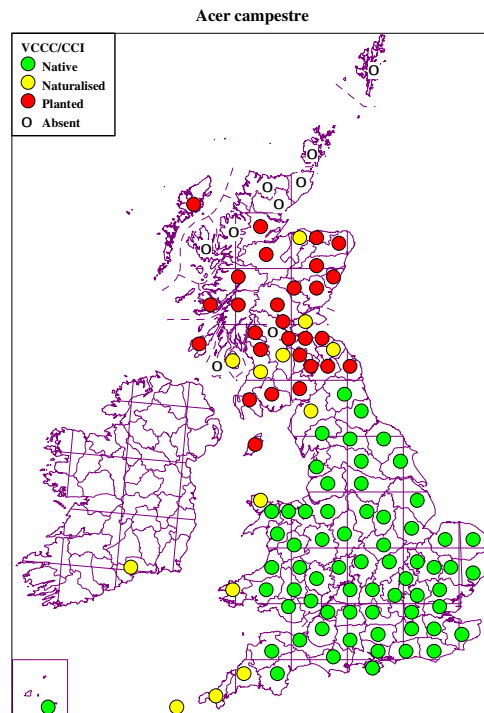 Acer campestre
VCCC/CCI
Native
Naturalised
Planted
o Absent
o
o
o
o
o
o
o
o
o